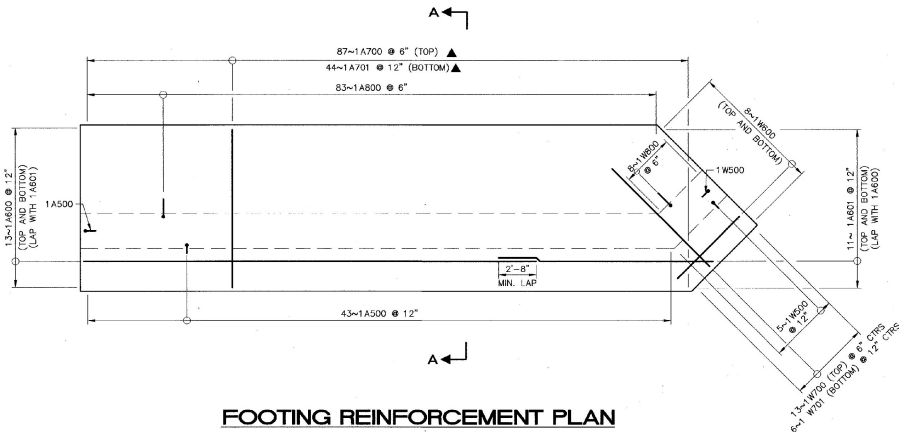 A
87~1A700 @ 6" (TOP) ▲
44~1A701 @ 12" (BOTTOM) ▲
83~1A800 @ 6"
13~1A600 @ 12"
(TOP AND BOTTOM)
(LAP WITH 1A601)
1A500
8~1W600
(TOP AND BOTTOM)
8~1W800
@ 6"
1W500
11~ 1A601 @ 12"
(TOP AND BOTTOM)
(LAP WITH 1A600)
2'-8"
MIN. LAP
43~1A500 @ 12"
5~1W500
@ 12"
13~1W700 (TOP) @ 6" CTRS
6~1 W701 (BOTTOM) @ 12" CTRS
A
FOOTING REINFORCEMENT PLAN